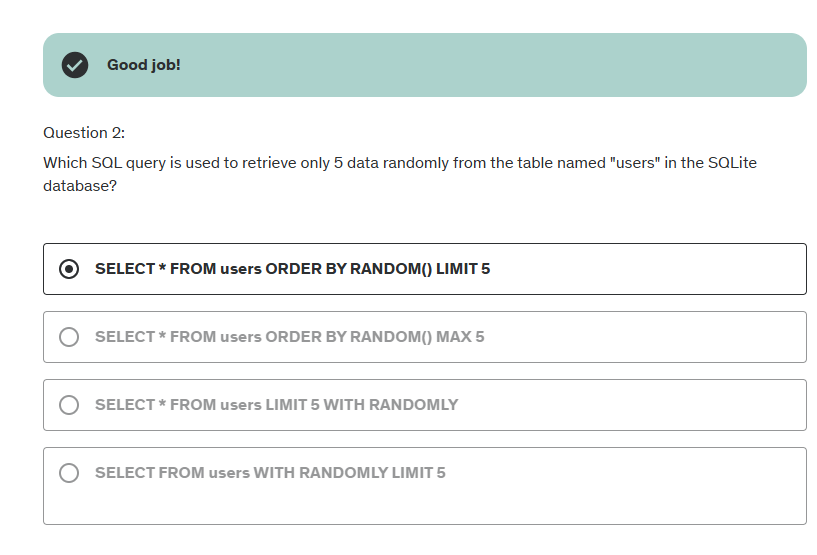 Good job!
Question 2:
Which SQL query is used to retrieve only 5 data randomly from the table named "users" in the SQLite
database?
SELECT * FROM users ORDER BY RANDOM() LIMIT 5
SELECT * FROM users ORDER BY RANDOM() MAX 5
SELECT * FROM users LIMIT 5 WITH RANDOMLY
SELECT FROM users WITH RANDOMLY LIMIT 5